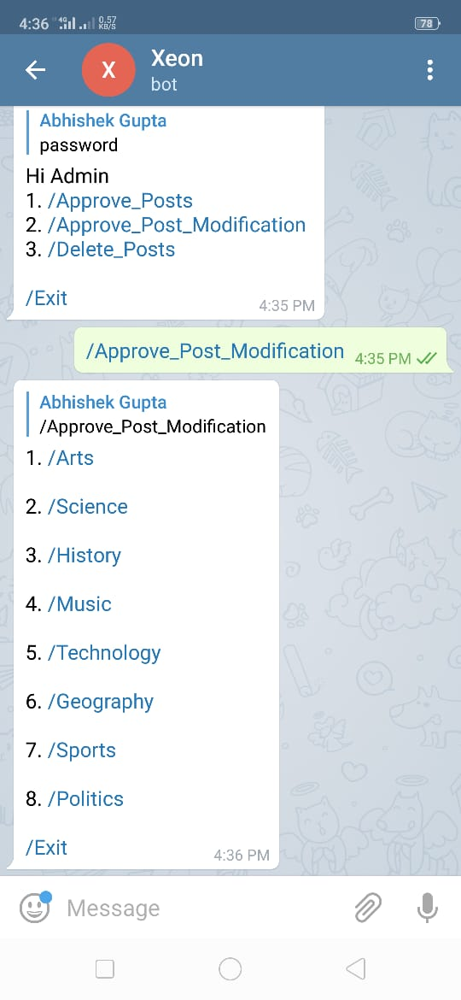 4:36 4G 0.57 KB/S 78
X Xeon
bot
Abhishek Gupta
password
Hi Admin
1. /Approve_Posts
2. /Approve_Post_Modification
3. /Delete_Posts
/Exit 4:35 PM
/Approve_Post_Modification 4:35 PM
Abhishek Gupta
/Approve_Post_Modification
1. /Arts
2. /Science
3. /History
4. /Music
5. /Technology
6. /Geography
7. /Sports
8. /Politics
/Exit 4:36 PM
Message